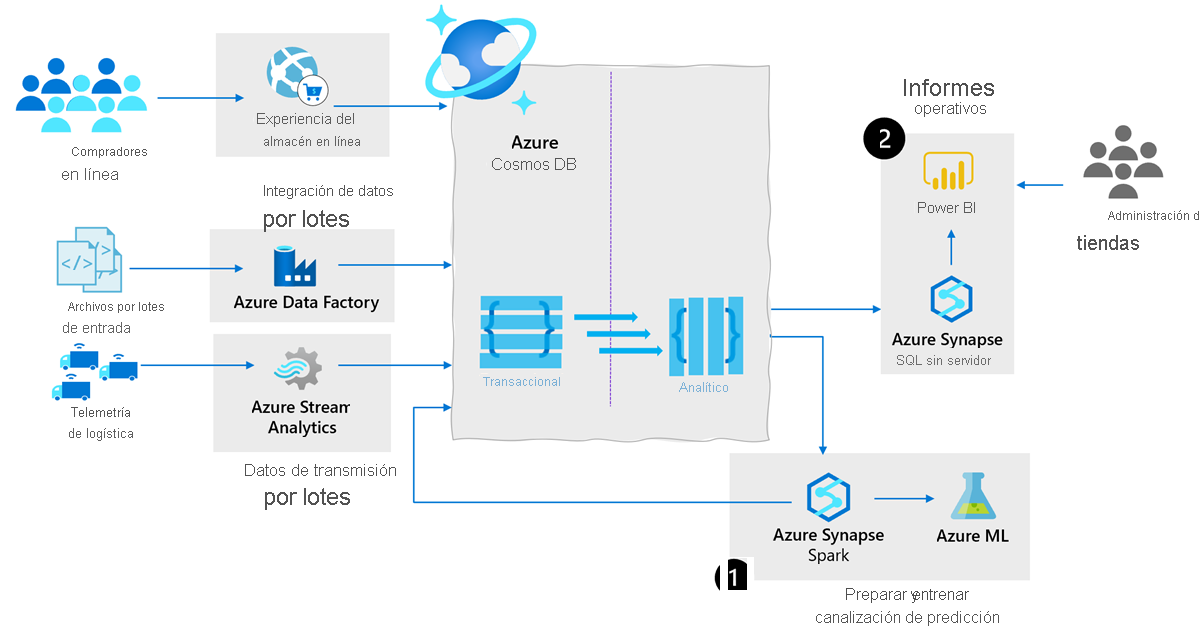 Compradores
en línea
Experiencia del
almacén en línea
Integración de datos
por lotes
Archivos por lotes
de entrada
Azure Data Factory
Telemetría
de logística
Azure Stream
Analytics
Datos de transmisión
por lotes
Azure
Cosmos DB
</>
</>
$
{ }
Transaccional
{ }
Analítico
Informes
operativos
2
Power BI
Azure Synapse
SQL sin servidor
Administración d
tiendas
Azure Synapse
Spark
Azure ML
1
Preparar y entrenar
canalización de predicción